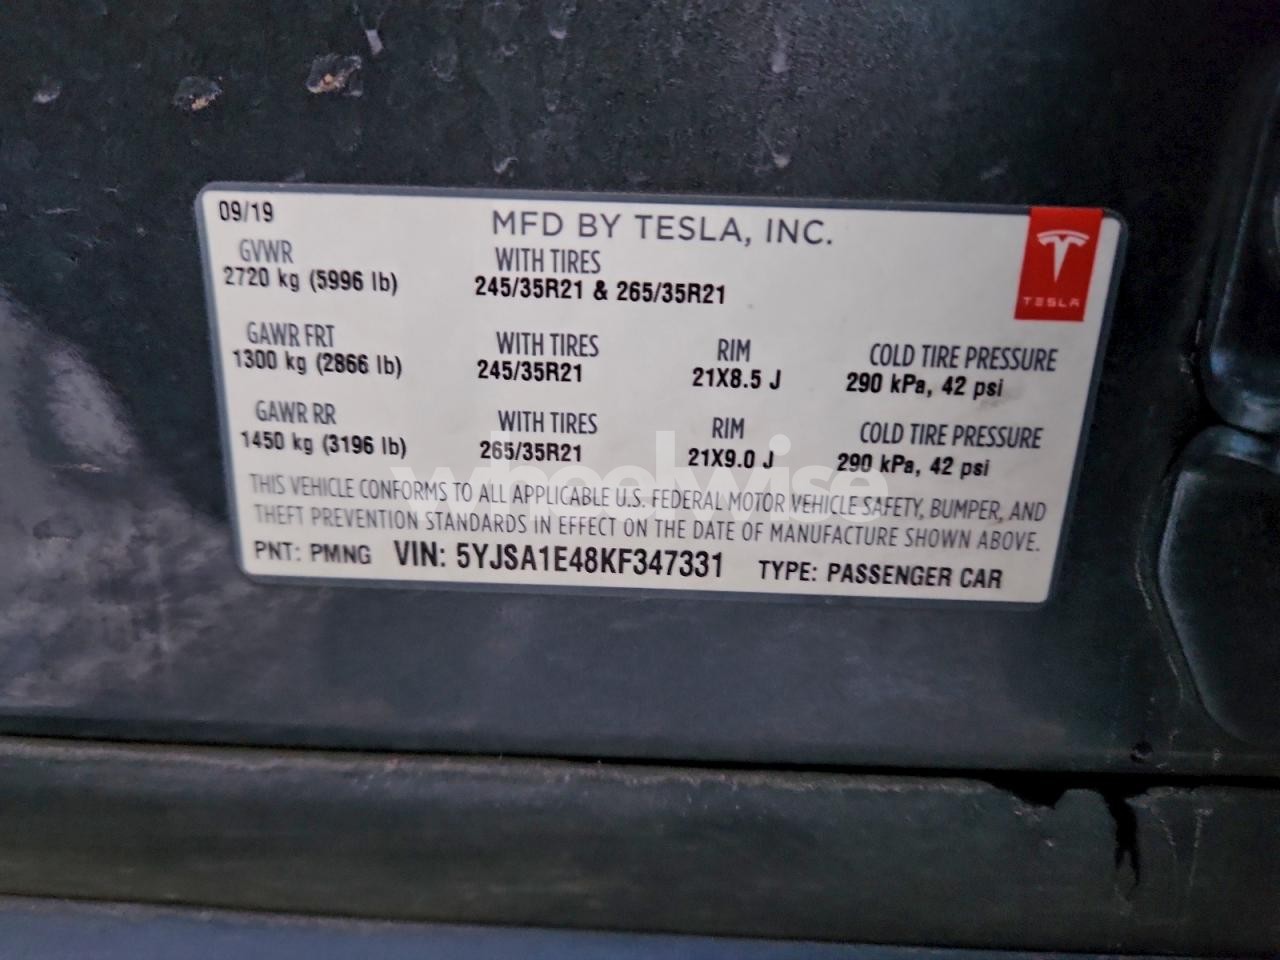 09/19 MFD BY TESLA, INC.
GVWR WITH TIRES
2720 kg (5996 lb) 245/35R21 & 265/35R21
TESLA
GAWR FRT WITH TIRES RIM COLD TIRE PRESSURE
1300 kg (2866 lb) 245/35R21 21X8.5 J 290 kPa, 42 psi
GAWR RR WITH TIRES RIM COLD TIRE PRESSURE
1450 kg (3196 lb) 265/35R21 21X9.0 J 290 kPa, 42 psi
wheelwise
THIS VEHICLE CONFORMS TO ALL APPLICABLE U.S. FEDERAL MOTOR VEHICLE SAFETY, BUMPER, AND
THEFT PREVENTION STANDARDS IN EFFECT ON THE DATE OF MANUFACTURE SHOWN ABOVE.
PNT: PMNG VIN: 5YJSA1E48KF347331 TYPE: PASSENGER CAR